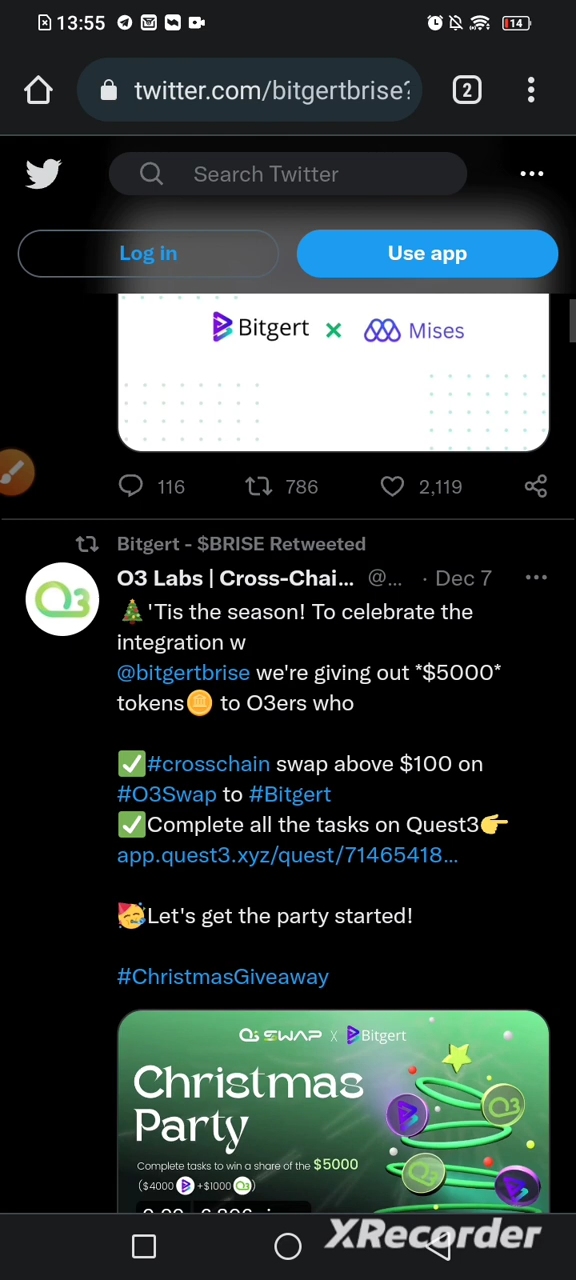 13:55
14
twitter.com/bitgertbrise?
2
Search Twitter
Log in
Use app
Bitgert × Mises
116
786
2,119
Bitgert - $BRISE Retweeted
O3 Labs | Cross-Chai... @... · Dec 7
🎄'Tis the season! To celebrate the
integration w
@bitgertbrise we're giving out *$5000*
tokens🪙 to O3ers who
✅#crosschain swap above $100 on
#O3Swap to #Bitgert
✅Complete all the tasks on Quest3👉
app.quest3.xyz/quest/71465418...
🥳Let's get the party started!
#ChristmasGiveaway
O3 SWAP X Bitgert
Christmas
Party
Complete tasks to win a share of the $5000
($4000 +$1000 O3)
XRecorder